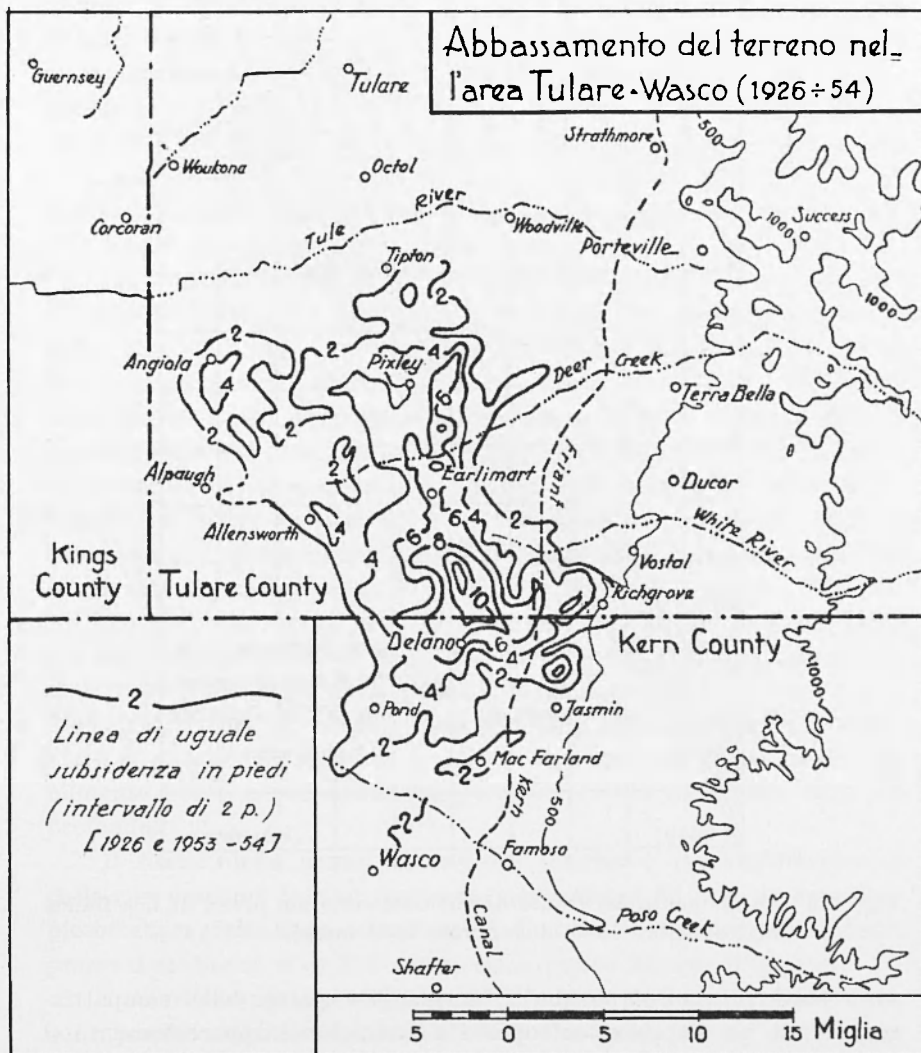 Abbassamento del terreno nel-
l'area Tulare-Wasco (1926÷54)
Guernsey
Tulare
Strathmore
500
Waukona
Octol
River
Corcoran
Tule
Woodville
1000
Success
Porteville
Tipton
2
1000
2
2
4
Angiola
4
Pixley
6
Deer Creek
Terra Bella
2
2
8
2
Earlimart
Friant
Alpaugh
Ducor
4
Allensworth
6
4
2
White River
6
8
4
Vostal
Kings
County
Tulare County
10
Richgrove
Delano
6
4
Kern County
2
2
4
Pond
Jasmin
1000
Linea di uguale
subsidenza in piedi
(intervallo di 2 p.)
[1926 e 1953-54]
2
2
Mac Farland
Kern
500
2
Wasco
Famoso
Canal
Poso Creek
Shafter
5 0 5 10 15 Miglia